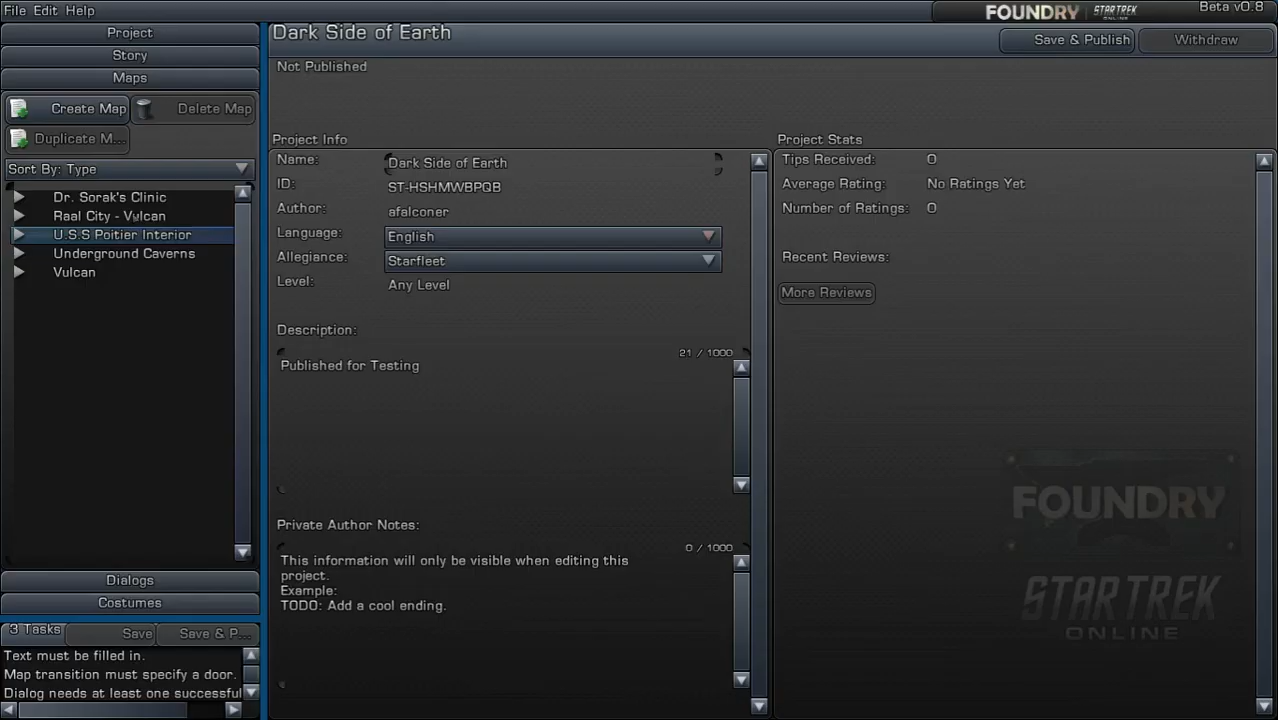 File Edit Help
FOUNDRY STAR TREK ONLINE
Beta v0.8
Project
Story
Maps
Create Map
Delete Map
Duplicate M...
Sort By: Type
Dr. Sorak's Clinic
Raal City - Vulcan
U.S.S Poitier Interior
Underground Caverns
Vulcan
Dialogs
Costumes
3 Tasks
Save
Save & P...
Text must be filled in.
Map transition must specify a door.
Dialog needs at least one successful
Dark Side of Earth
Save & Publish
Withdraw
Not Published
Project Info
Name: Dark Side of Earth
ID: ST-HSHMWBPQB
Author: afalconer
Language: English
Allegiance: Starfleet
Level: Any Level
Description:
21 / 1000
Published for Testing
Private Author Notes:
0 / 1000
This information will only be visible when editing this
project.
Example:
TODO: Add a cool ending.
Project Stats
Tips Received: 0
Average Rating: No Ratings Yet
Number of Ratings: 0
Recent Reviews:
More Reviews
FOUNDRY
STAR TREK
ONLINE